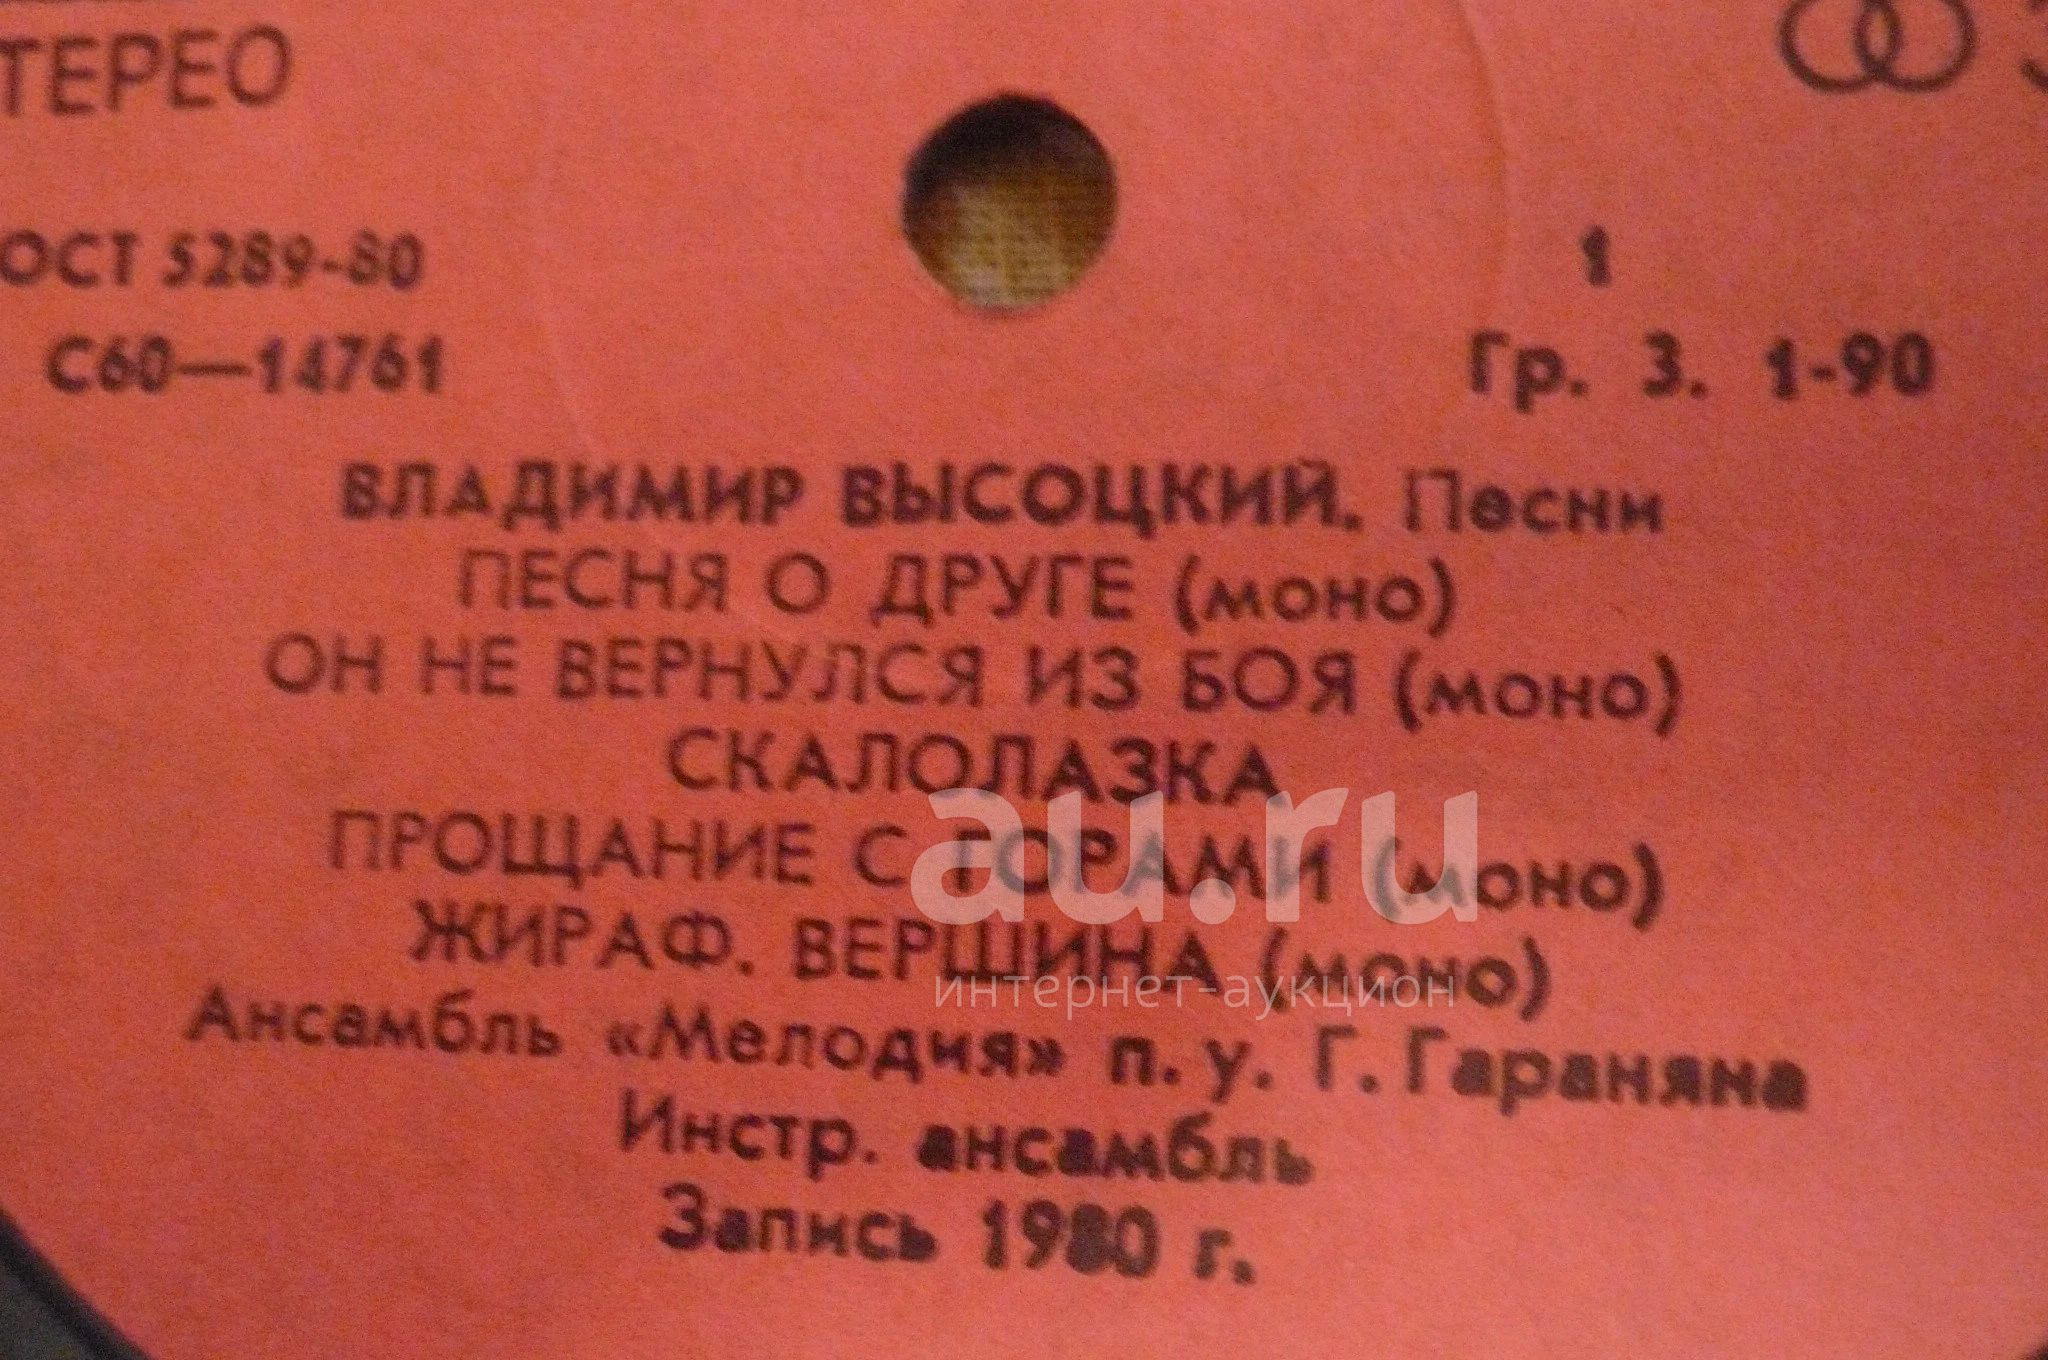 ТЕРЕО
ОСТ 5289-80
1
С60—14761
Гр. 3. 1-90
ВЛАДИМИР ВЫСОЦКИЙ. Песни
ПЕСНЯ О ДРУГЕ (моно)
ОН НЕ ВЕРНУЛСЯ ИЗ БОЯ (моно)
СКАЛОЛАЗКА
ПРОЩАНИЕ С ГОРАМИ (моно)
ЖИРАФ. ВЕРШИНА (моно)
Ансамбль «Мелодия» п. у. Г. Гараняна
Инстр. ансамбль
Запись 1980 г.
au.ru
интернет-аукцион